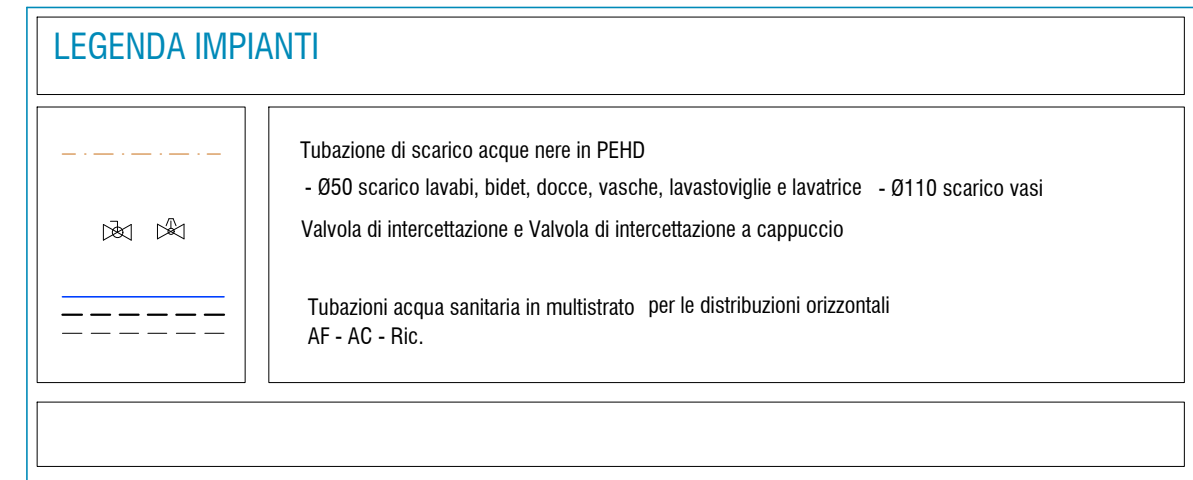 LEGENDA IMPIANTI
Tubazione di scarico acque nere in PEHD
- Ø50 scarico lavabi, bidet, docce, vasche, lavastoviglie e lavatrice - Ø110 scarico vasi
Valvola di intercettazione e Valvola di intercettazione a cappuccio
Tubazioni acqua sanitaria in multistrato per le distribuzioni orizzontali
AF - AC - Ric.